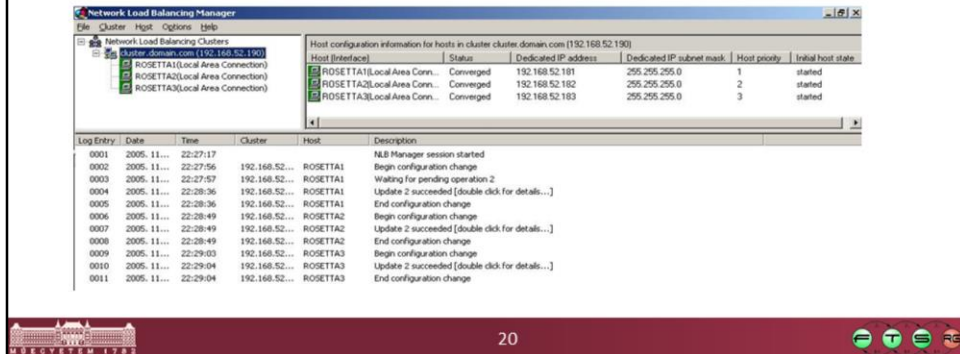 Network Load Balancing Manager
File Cluster Host Options Help
Network Load Balancing Clusters
cluster.domain.com (192.168.52.190)
ROSETTA1(Local Area Connection)
ROSETTA2(Local Area Connection)
ROSETTA3(Local Area Connection)
Host configuration information for hosts in cluster cluster.domain.com (192.168.52.190)
Host (Interface) Status Dedicated IP address Dedicated IP subnet mask Host priority Initial host state
ROSETTA1(Local Area Conn... Converged 192.168.52.181 255.255.255.0 1 started
ROSETTA2(Local Area Conn... Converged 192.168.52.182 255.255.255.0 2 started
ROSETTA3(Local Area Conn... Converged 192.168.52.183 255.255.255.0 3 started
Log Entry Date Time Cluster Host Description
0001 2005. 11.... 22:27:17 NLB Manager session started
0002 2005. 11.... 22:27:56 192.168.52... ROSETTA1 Begin configuration change
0003 2005. 11.... 22:27:57 192.168.52... ROSETTA1 Waiting for pending operation 2
0004 2005. 11.... 22:28:36 192.168.52... ROSETTA1 Update 2 succeeded [double click for details...]
0005 2005. 11.... 22:28:36 192.168.52... ROSETTA1 End configuration change
0006 2005. 11.... 22:28:49 192.168.52... ROSETTA2 Begin configuration change
0007 2005. 11.... 22:28:49 192.168.52... ROSETTA2 Update 2 succeeded [double click for details...]
0008 2005. 11.... 22:28:49 192.168.52... ROSETTA2 End configuration change
0009 2005. 11.... 22:29:03 192.168.52... ROSETTA3 Begin configuration change
0010 2005. 11.... 22:29:04 192.168.52... ROSETTA3 Update 2 succeeded [double click for details...]
0011 2005. 11.... 22:29:04 192.168.52... ROSETTA3 End configuration change
MŰEGYETEM 1782
20
F T S RG